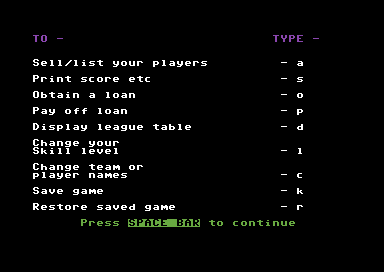 TO - TYPE -
Sell/list your players - a
Print score etc - s
Obtain a loan - o
Pay off loan - p
Display league table - d
Change your
Skill level - l
Change team or
player names - c
Save game - k
Restore saved game - r
Press SPACE BAR to continue